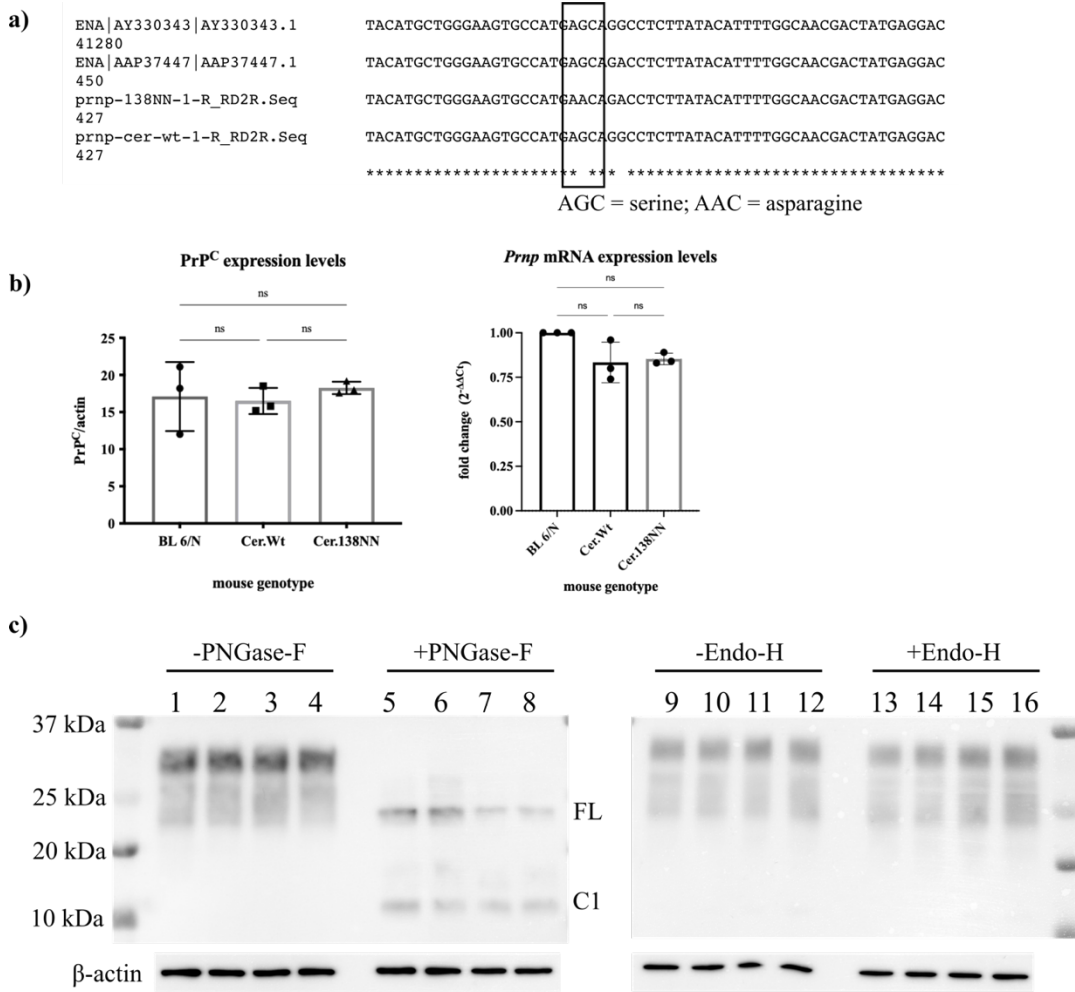 a)
ENA|AY330343|AY330343.1 TACATGCTGGGAAGTGCCATGAGCAGGCCTCTTATACATTTTGGCAACGACTATGAGGAC
41280
ENA|AAP37447|AAP37447.1 TACATGCTGGGAAGTGCCATGAGCAGACCTCTTATACATTTTGGCAACGACTATGAGGAC
450
prnp-138NN-1-R_RD2R.Seq TACATGCTGGGAAGTGCCATGAACAGACCTCTTATACATTTTGGCAACGACTATGAGGAC
427
prnp-cer-wt-1-R_RD2R.Seq TACATGCTGGGAAGTGCCATGAGCAGGCCTCTTATACATTTTGGCAACGACTATGAGGAC
427
********************** *** *********************************
AGC = serine; AAC = asparagine
b)
PrPC expression levels
ns
ns ns
25
20
15
10
5
0
PrPC/actin
BL 6/N Cer.Wt Cer.138NN
mouse genotype
Prnp mRNA expression levels
ns
ns ns
1.00
0.75
0.50
0.25
0.00
fold change (2-ΔΔCt)
BL 6/N Cer.Wt Cer.138NN
mouse genotype
c)
-PNGase-F +PNGase-F -Endo-H +Endo-H
1 2 3 4 5 6 7 8 9 10 11 12 13 14 15 16
37 kDa
25 kDa
FL
20 kDa
C1
10 kDa
β-actin